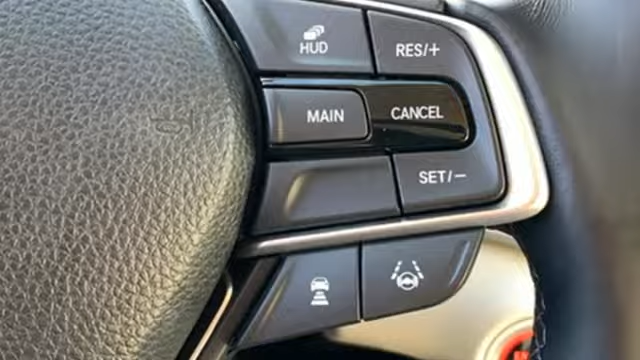 HUD
RES/+
MAIN
CANCEL
SET/−